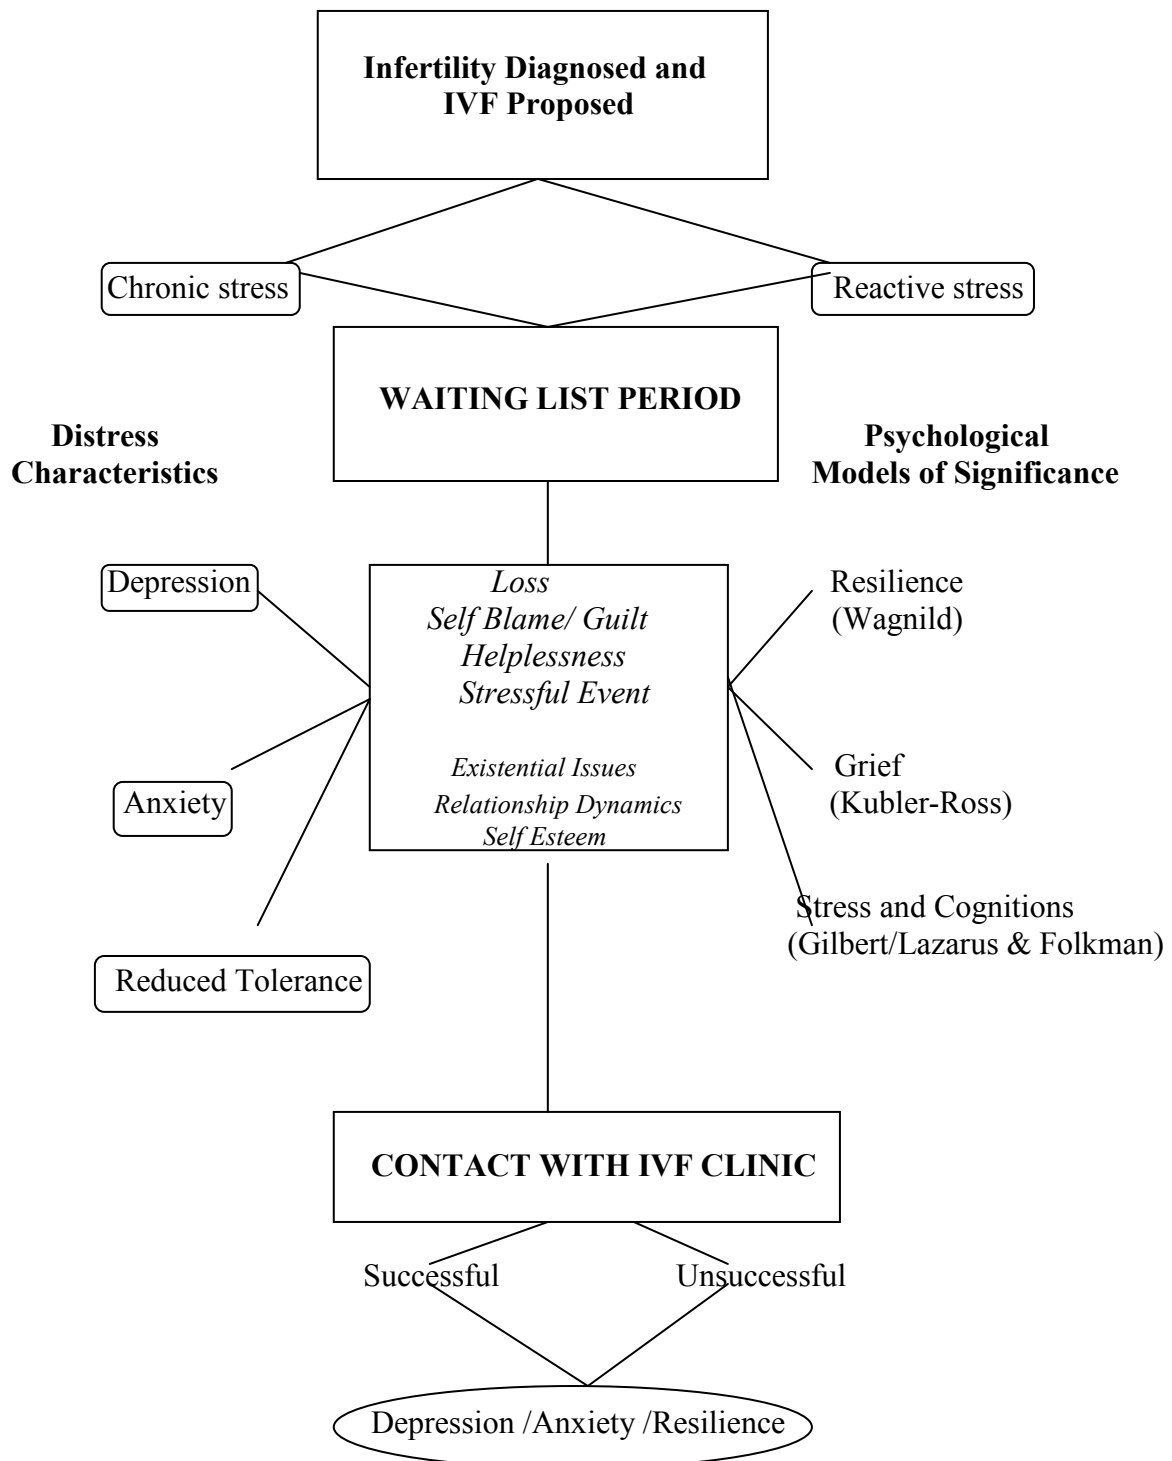 Infertility Diagnosed and
IVF Proposed
Chronic stress
Reactive stress
WAITING LIST PERIOD
Distress
Characteristics
Psychological
Models of Significance
Depression
Anxiety
Reduced Tolerance
Loss
Self Blame/ Guilt
Helplessness
Stressful Event
Existential Issues
Relationship Dynamics
Self Esteem
Resilience
(Wagnild)
Grief
(Kubler-Ross)
Stress and Cognitions
(Gilbert/Lazarus & Folkman)
CONTACT WITH IVF CLINIC
Successful
Unsuccessful
Depression /Anxiety /Resilience